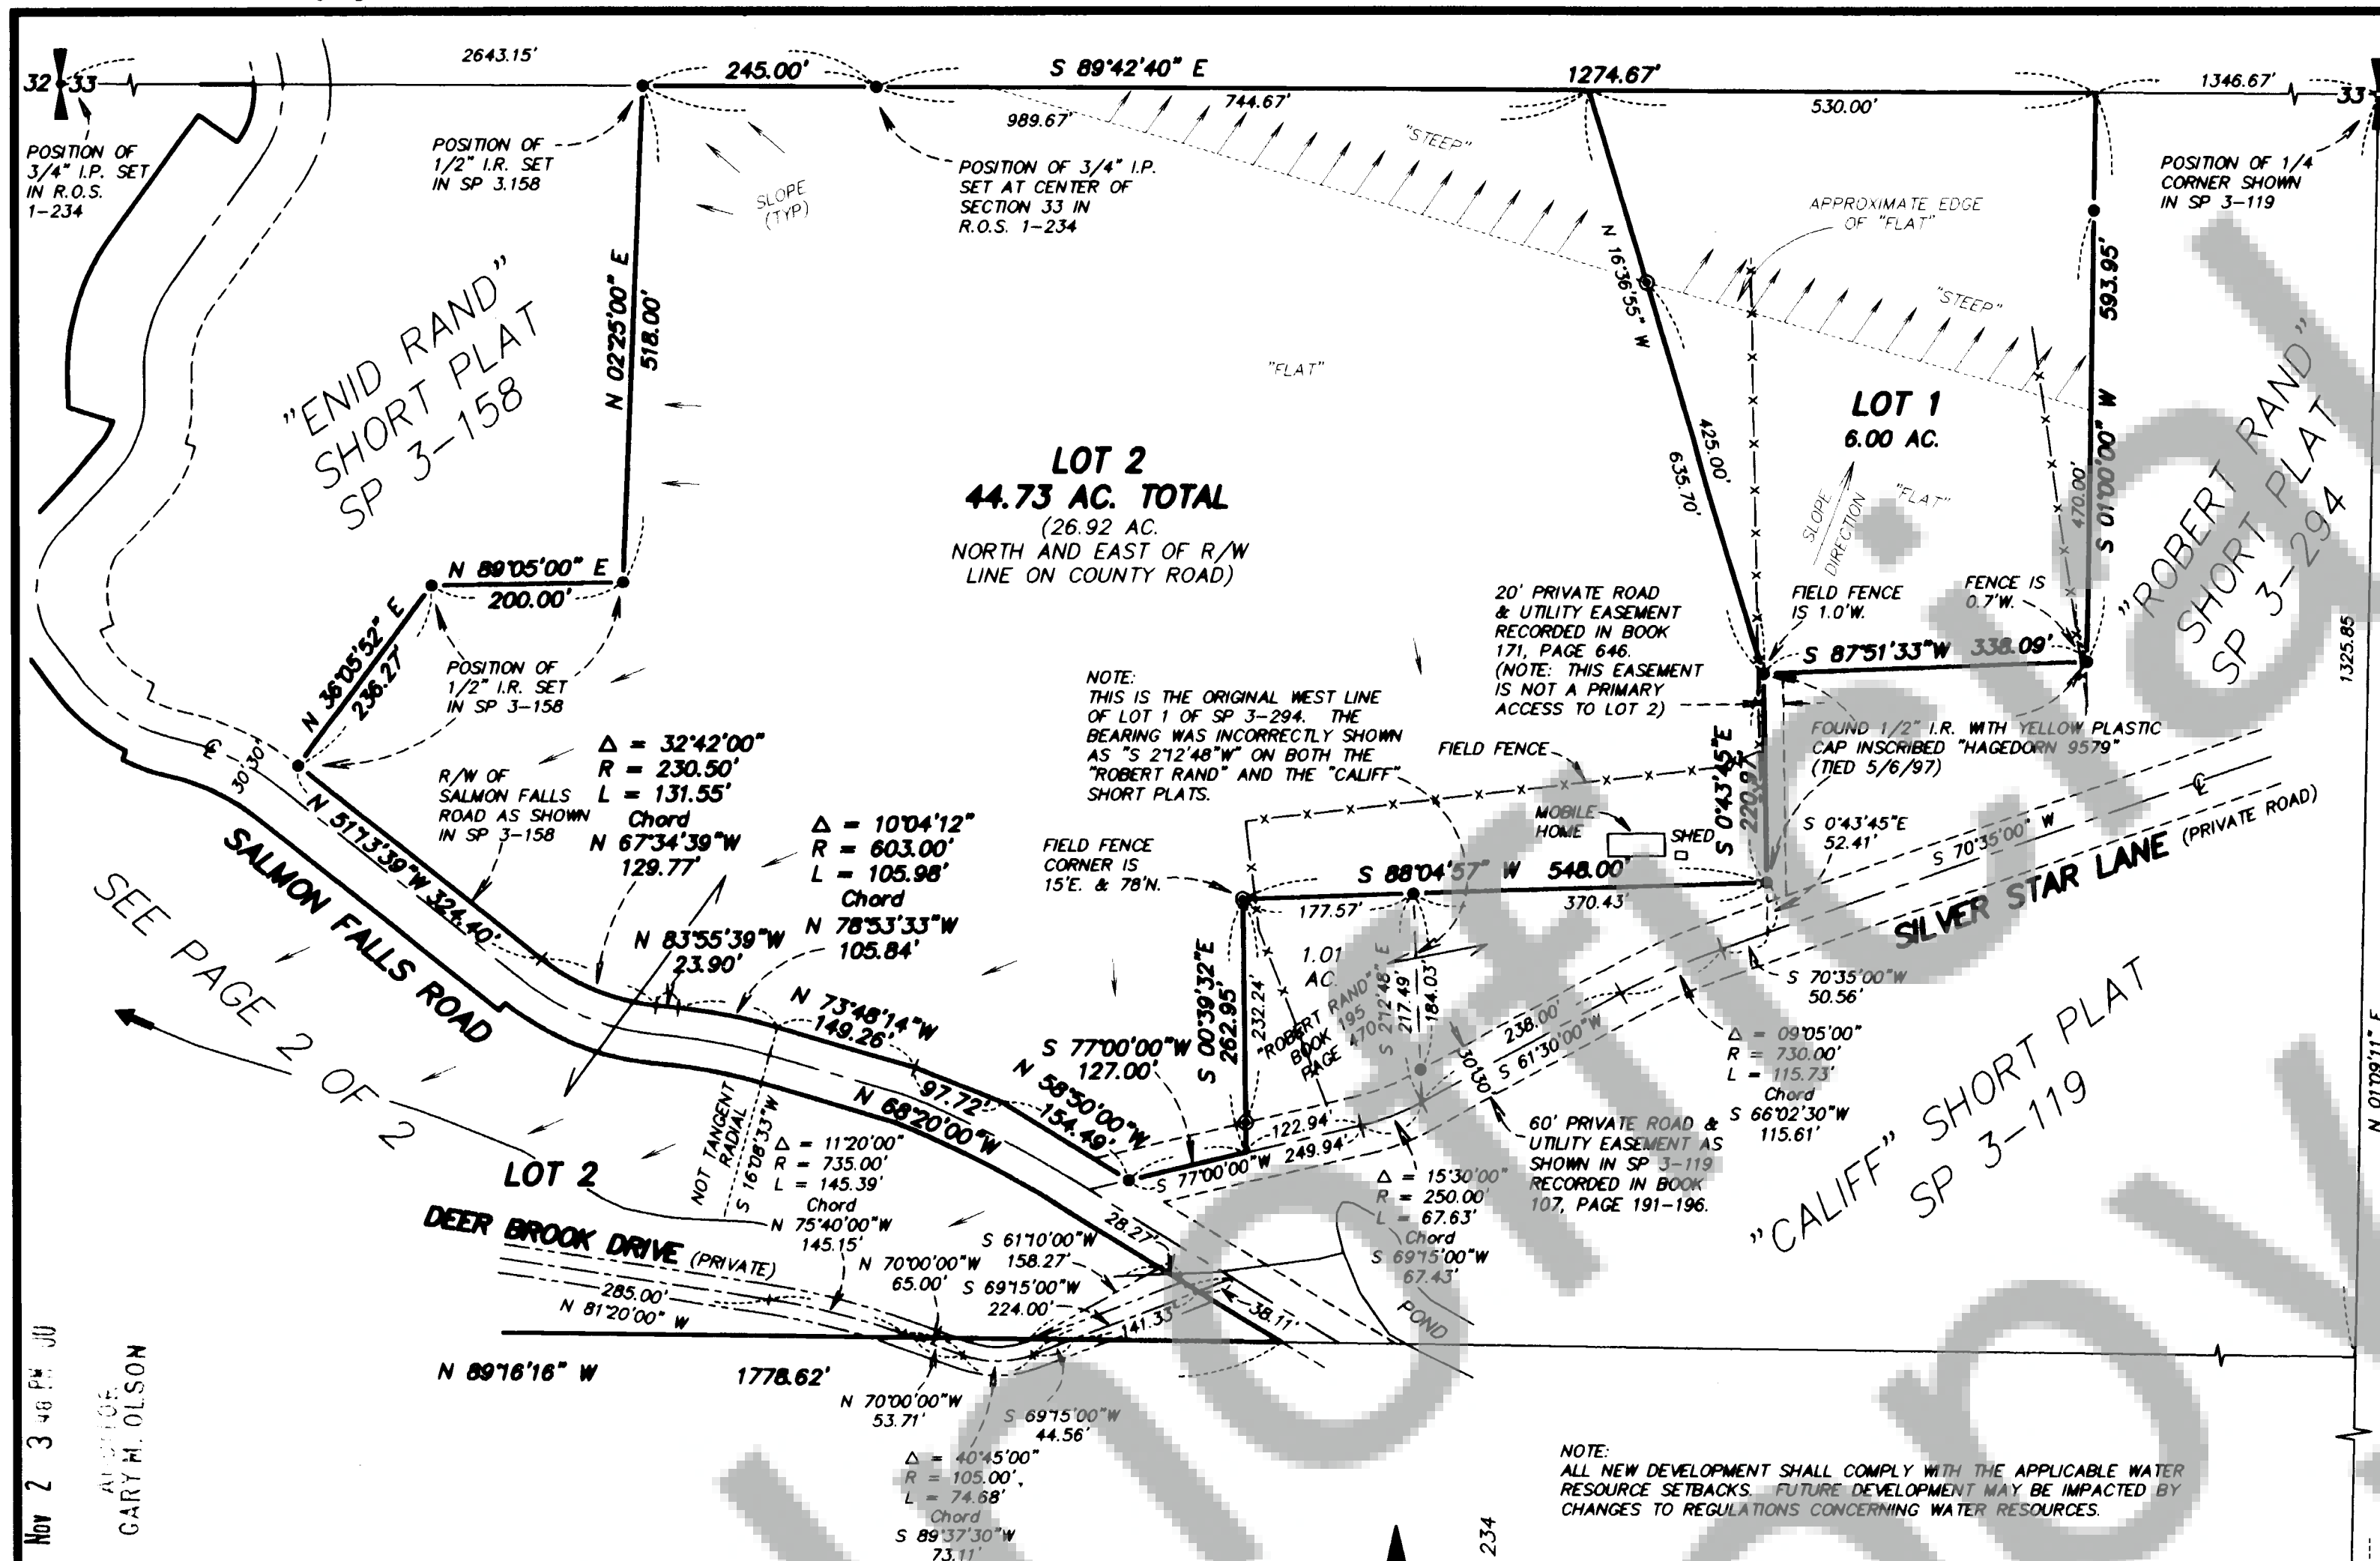 2643.15'
245.00'
S 89°42'40" E
1274.67'
1346.67'
32
33
33
989.67'
744.67'
530.00'
POSITION OF
3/4" I.P. SET
IN R.O.S.
1-234
POSITION OF
1/2" I.R. SET
IN SP 3.158
SLOPE
(TYP)
POSITION OF 3/4" I.P.
SET AT CENTER OF
SECTION 33 IN
R.O.S. 1-234
"STEEP"
APPROXIMATE EDGE
OF "FLAT"
POSITION OF 1/4
CORNER SHOWN
IN SP 3-119
N 16°36'55" W
425.00'
635.70'
"STEEP"
593.95'
S 01°00'00" W
470.00'
"ENID RAND"
SHORT PLAT
SP 3-158
N 02°25'00" E
518.00'
"FLAT"
LOT 1
6.00 AC.
"FLAT"
SLOPE
DIRECTION
"ROBERT RAND"
SHORT PLAT
SP 3-294
LOT 2
44.73 AC. TOTAL
(26.92 AC.
NORTH AND EAST OF R/W
LINE ON COUNTY ROAD)
N 89°05'00" E
200.00'
N 36°05'52" E
236.27'
POSITION OF
1/2" I.R. SET
IN SP 3-158
20' PRIVATE ROAD
& UTILITY EASEMENT
RECORDED IN BOOK
171, PAGE 646.
(NOTE: THIS EASEMENT
IS NOT A PRIMARY
ACCESS TO LOT 2)
FIELD FENCE
IS 1.0'W.
FENCE IS
0.7'W.
S 87°51'33"W 338.09'
1325.85
NOTE:
THIS IS THE ORIGINAL WEST LINE
OF LOT 1 OF SP 3-294. THE
BEARING WAS INCORRECTLY SHOWN
AS "S 2°12'48"W" ON BOTH THE
"ROBERT RAND" AND THE "CALIFF"
SHORT PLATS.
FIELD FENCE
FOUND 1/2" I.R. WITH YELLOW PLASTIC
CAP INSCRIBED "HAGEDORN 9579"
(TIED 5/6/97)
S 0°43'45"E
220.97'
30'30'
R/W OF
SALMON FALLS
ROAD AS SHOWN
IN SP 3-158
Δ = 32°42'00"
R = 230.50'
L = 131.55'
Chord
N 67°34'39"W
129.77'
Δ = 10°04'12"
R = 603.00'
L = 105.98'
Chord
N 78°53'33"W
105.84'
MOBILE
HOME
SHED
S 0°43'45"E
52.41'
S 70°35'00" W
SILVER STAR LANE (PRIVATE ROAD)
N 51°13'39"W 324.40'
SALMON FALLS ROAD
FIELD FENCE
CORNER IS
15'E. & 78'N.
S 88°04'57" W 548.00'
177.57'
370.43'
SEE PAGE 2 OF 2
N 83°55'39"W
23.90'
N 73°48'14"W
149.26'
1.01
AC.
"ROBERT RAND"
BOOK 195
PAGE 470
S 00°39'32"E
262.95'
232.24'
S 2°12'48" E
217.49'
184.03'
S 70°35'00"W
50.56'
238.00'
S 61°30'00"W
30'30'
Δ = 09°05'00"
R = 730.00'
L = 115.73'
Chord
S 66°02'30"W
115.61'
S 77°00'00"W
127.00'
N 58°50'00"W
154.49'
97.72'
N 68°20'00"W
NOT TANGENT
RADIAL
S 16°08'33"W
122.94'
S 77°00'00"W 249.94'
60' PRIVATE ROAD &
UTILITY EASEMENT AS
SHOWN IN SP 3-119
RECORDED IN BOOK
107, PAGE 191-196.
"CALIFF" SHORT PLAT
SP 3-119
N 01°09'11" E
LOT 2
Δ = 11°20'00"
R = 735.00'
L = 145.39'
Chord
N 75°40'00"W
145.15'
Δ = 15°30'00"
R = 250.00'
L = 67.63'
Chord
S 69°15'00"W
67.43'
DEER BROOK DRIVE (PRIVATE)
285.00'
N 81°20'00" W
N 70°00'00"W
65.00'
S 61°10'00"W
158.27'
S 69°15'00"W
224.00'
28.27'
38.11'
141.33'
POND
N 89°16'16" W
1778.62'
N 70°00'00"W
53.71'
S 69°15'00"W
44.56'
Δ = 40°45'00"
R = 105.00'
L = 74.68'
Chord
S 89°37'30"W
73.11'
NOTE:
ALL NEW DEVELOPMENT SHALL COMPLY WITH THE APPLICABLE WATER
RESOURCE SETBACKS. FUTURE DEVELOPMENT MAY BE IMPACTED BY
CHANGES TO REGULATIONS CONCERNING WATER RESOURCES.
234
Nov 2 3 48 PM
GARY M. OLSON